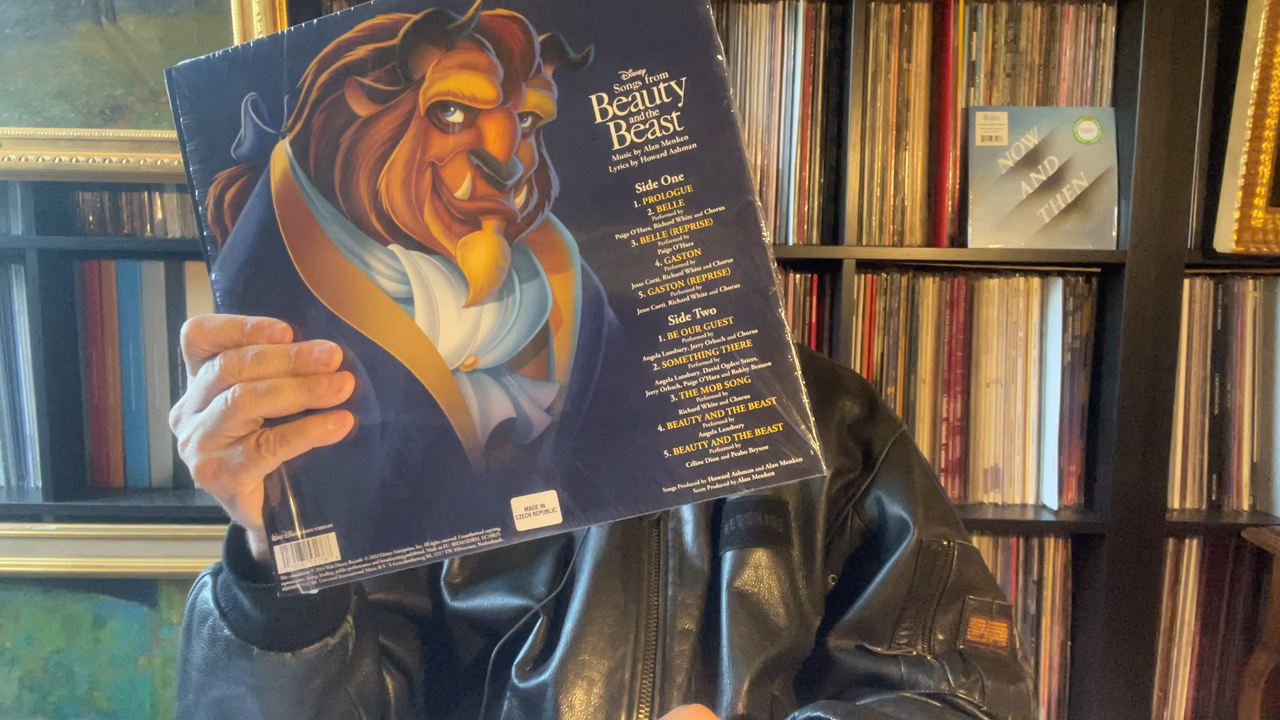 Disney
Songs from
Beauty
and the
Beast
Music by Alan Menken
Lyrics by Howard Ashman
Side One
1. PROLOGUE
2. BELLE
Performed by
Paige O'Hara, Richard White and Chorus
3. BELLE (REPRISE)
Performed by
Paige O'Hara
4. GASTON
Performed by
Jesse Corti, Richard White and Chorus
5. GASTON (REPRISE)
Performed by
Jesse Corti, Richard White and Chorus
Side Two
1. BE OUR GUEST
Performed by
Angela Lansbury, Jerry Orbach and Chorus
2. SOMETHING THERE
Performed by
Angela Lansbury, David Ogden Stiers,
Jerry Orbach, Paige O'Hara and Robby Benson
3. THE MOB SONG
Performed by
Richard White and Chorus
4. BEAUTY AND THE BEAST
Performed by
Angela Lansbury
5. BEAUTY AND THE BEAST
Performed by
Céline Dion and Peabo Bryson
Songs Produced by Howard Ashman and Alan Menken
Score Produced by Alan Menken
MADE IN
CZECH REPUBLIC
NOW
AND
THEN